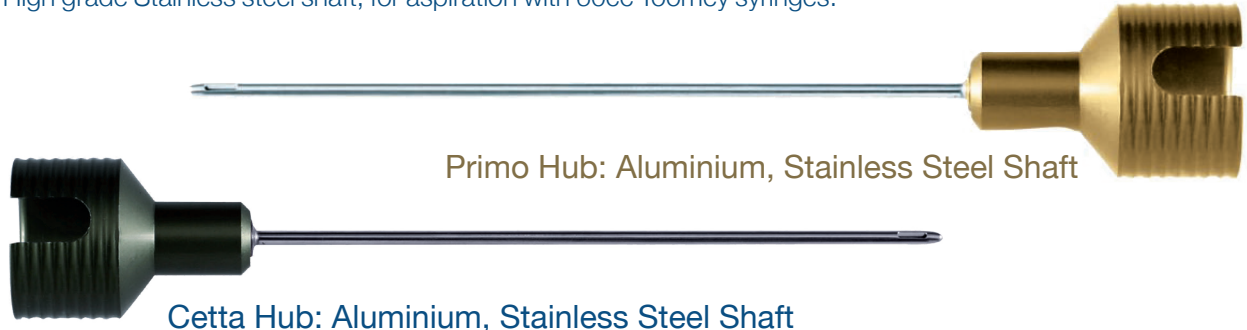 High grade Stainless steel shaft, for aspiration with 60cc Toomey syringes.
Primo Hub: Aluminium, Stainless Steel Shaft
Cetta Hub: Aluminium, Stainless Steel Shaft